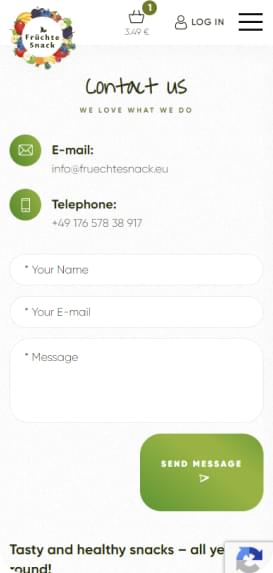 Früchte
Snack
1
3.49 €
LOG IN
Contact us
WE LOVE WHAT WE DO
E-mail:
info@fruechtesnack.eu
Telephone:
+49 176 578 38 917
* Your Name
* Your E-mail
* Message
SEND MESSAGE
Tasty and healthy snacks – all ye
round!